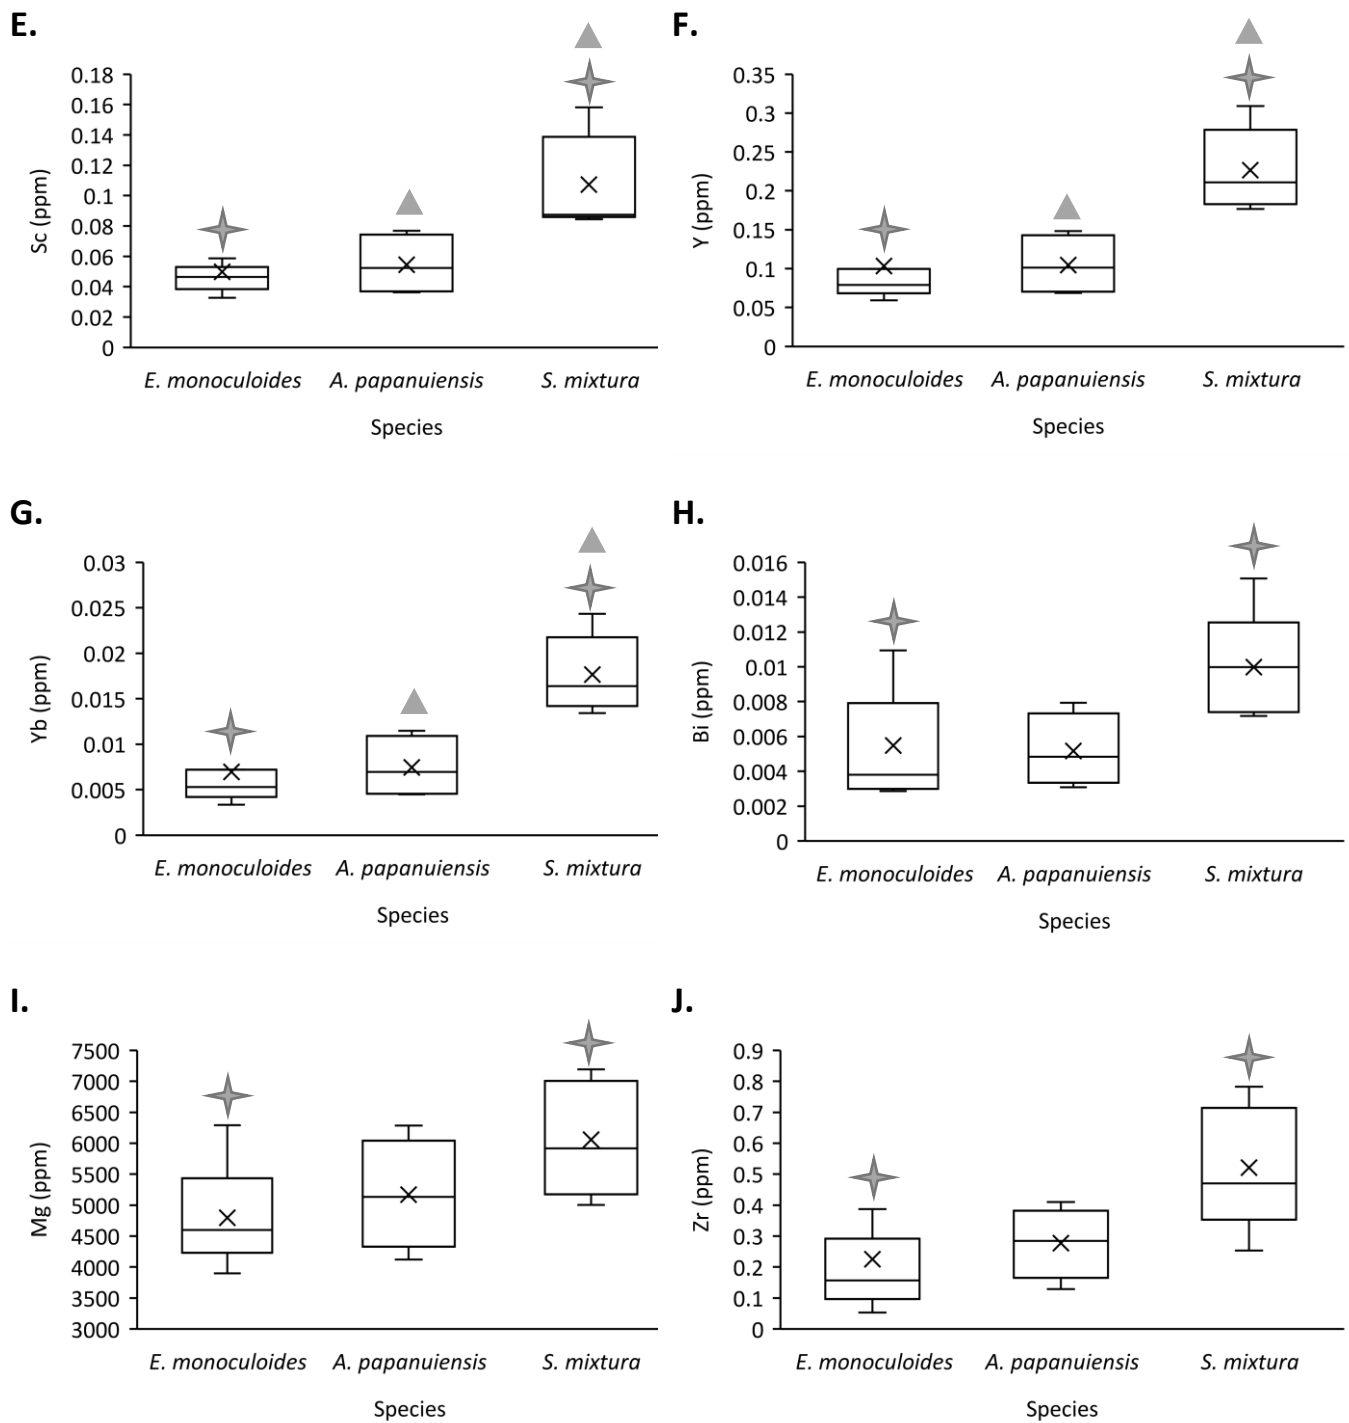 E.
Sc (ppm)
0.18
0.16
0.14
0.12
0.1
0.08
0.06
0.04
0.02
0
E. monoculoides A. papanuiensis S. mixtura
Species
F.
Y (ppm)
0.35
0.3
0.25
0.2
0.15
0.1
0.05
0
E. monoculoides A. papanuiensis S. mixtura
Species
G.
Yb (ppm)
0.03
0.025
0.02
0.015
0.01
0.005
0
E. monoculoides A. papanuiensis S. mixtura
Species
H.
Bi (ppm)
0.016
0.014
0.012
0.01
0.008
0.006
0.004
0.002
0
E. monoculoides A. papanuiensis S. mixtura
Species
I.
Mg (ppm)
7500
7000
6500
6000
5500
5000
4500
4000
3500
3000
E. monoculoides A. papanuiensis S. mixtura
Species
J.
Zr (ppm)
0.9
0.8
0.7
0.6
0.5
0.4
0.3
0.2
0.1
0
E. monoculoides A. papanuiensis S. mixtura
Species